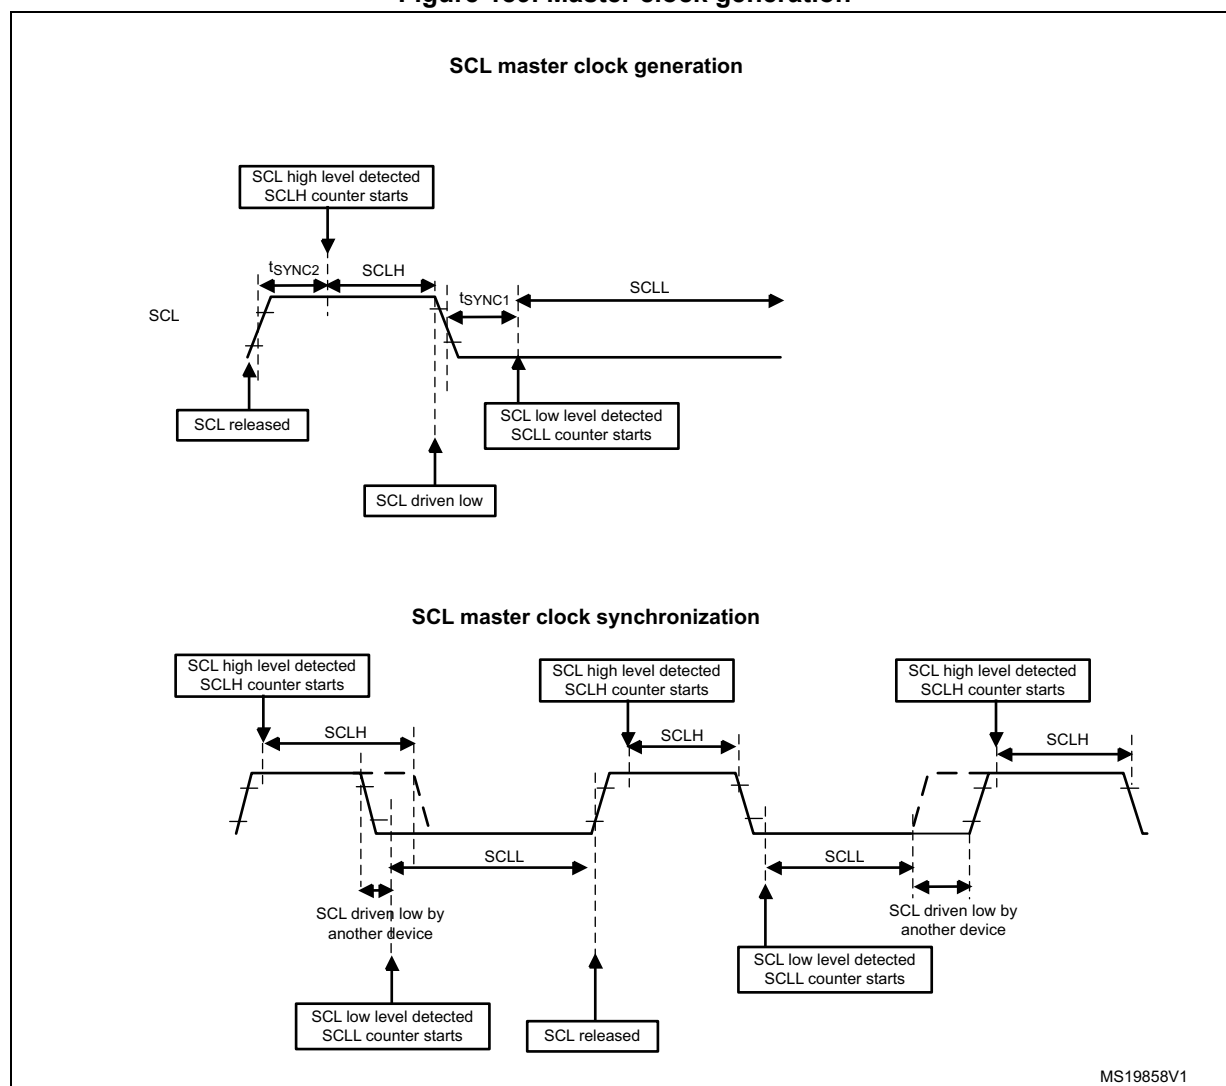 SCL master clock generation
SCL high level detected
SCLH counter starts
tSYNC2
SCLH
SCLL
tSYNC1
SCL
SCL released
SCL low level detected
SCLL counter starts
SCL driven low
SCL master clock synchronization
SCL high level detected
SCLH counter starts
SCL high level detected
SCLH counter starts
SCL high level detected
SCLH counter starts
SCLH
SCLH
SCLH
SCLL
SCLL
SCL driven low by
another device
SCL driven low by
another device
SCL low level detected
SCLL counter starts
SCL low level detected
SCLL counter starts
SCL released
MS19858V1